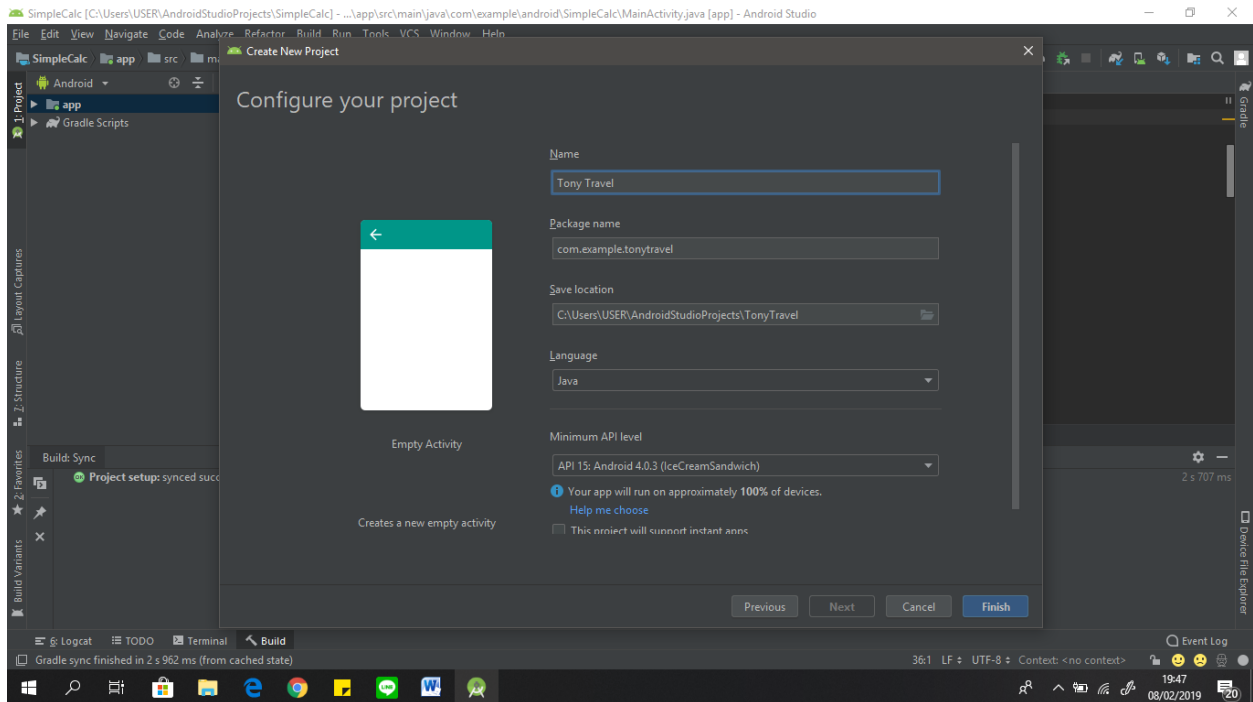 SimpleCalc [C:\Users\USER\AndroidStudioProjects\SimpleCalc] - ...\app\src\main\java\com\example\android\SimpleCalc\MainActivity.java [app] - Android Studio
File Edit View Navigate Code Analyze Refactor Build Run Tools VCS Window Help
SimpleCalc app src
Create New Project
Android
app
Gradle Scripts
1: Project
Layout Captures
Z: Structure
2: Favorites
Build Variants
Gradle
Device File Explorer
Configure your project
Name
Tony Travel
Package name
com.example.tonytravel
Save location
C:\Users\USER\AndroidStudioProjects\TonyTravel
Language
Java
Empty Activity
Minimum API level
API 15: Android 4.0.3 (IceCreamSandwich)
Your app will run on approximately 100% of devices.
Help me choose
Creates a new empty activity
This project will support instant apps
Build: Sync
Project setup: synced succ
2 s 707 ms
Previous Next Cancel Finish
6: Logcat TODO Terminal Build Event Log
Gradle sync finished in 2 s 962 ms (from cached state) 36:1 LF UTF-8 Context: <no context>
LINE
W
19:47
08/02/2019
20